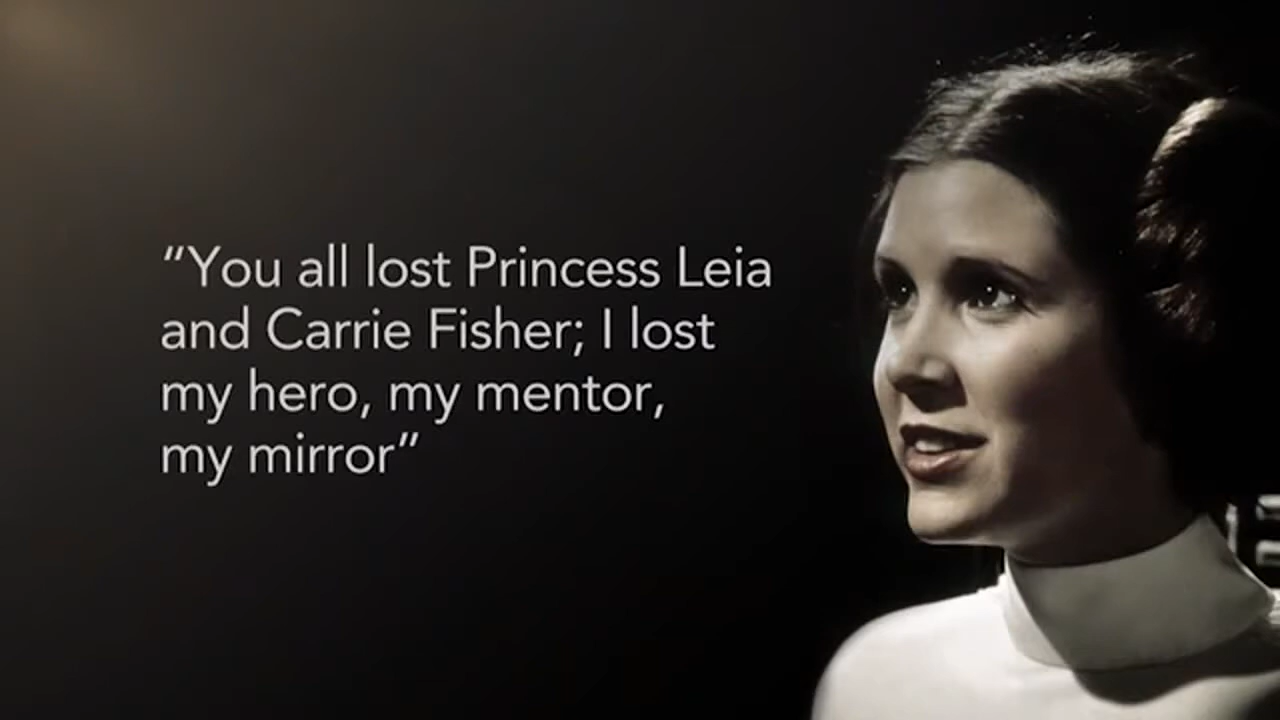 “You all lost Princess Leia
and Carrie Fisher; I lost
my hero, my mentor,
my mirror”